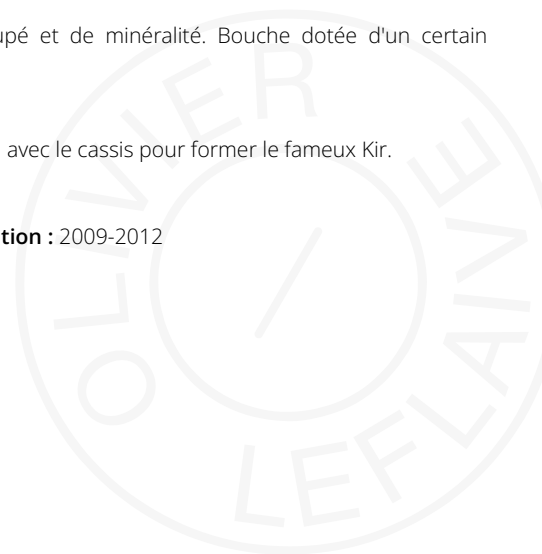 upé et de minéralité. Bouche dotée d'un certain
avec le cassis pour former le fameux Kir.
tion : 2009-2012
OLIVIER
LEFLAIVE